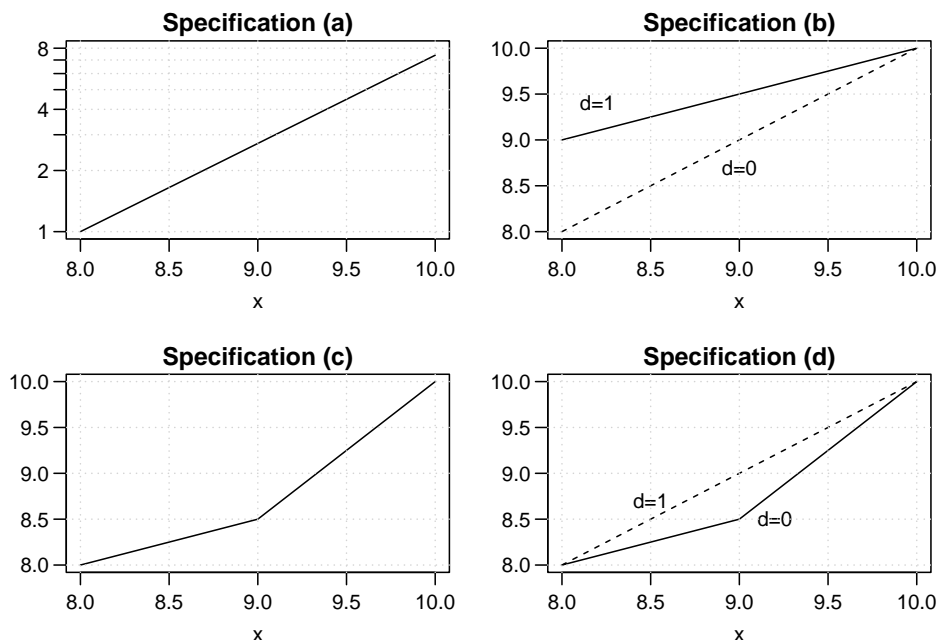 Specification (a)
8
4
2
1
8.0 8.5 9.0 9.5 10.0
x
Specification (b)
10.0
9.5
9.0
8.5
8.0
d=1
d=0
8.0 8.5 9.0 9.5 10.0
x
Specification (c)
10.0
9.5
9.0
8.5
8.0
8.0 8.5 9.0 9.5 10.0
x
Specification (d)
10.0
9.5
9.0
8.5
8.0
d=1
d=0
8.0 8.5 9.0 9.5 10.0
x